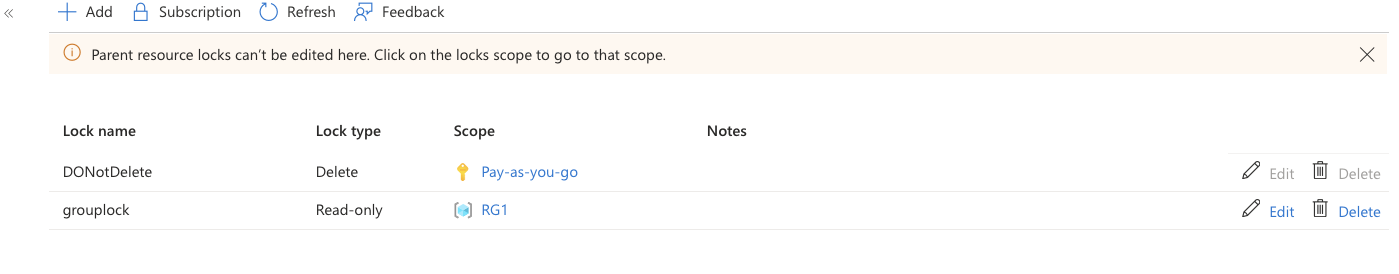 « Add Subscription Refresh Feedback
Parent resource locks can't be edited here. Click on the locks scope to go to that scope.
Lock name Lock type Scope Notes
DONotDelete Delete Pay-as-you-go Edit Delete
grouplock Read-only RG1 Edit Delete